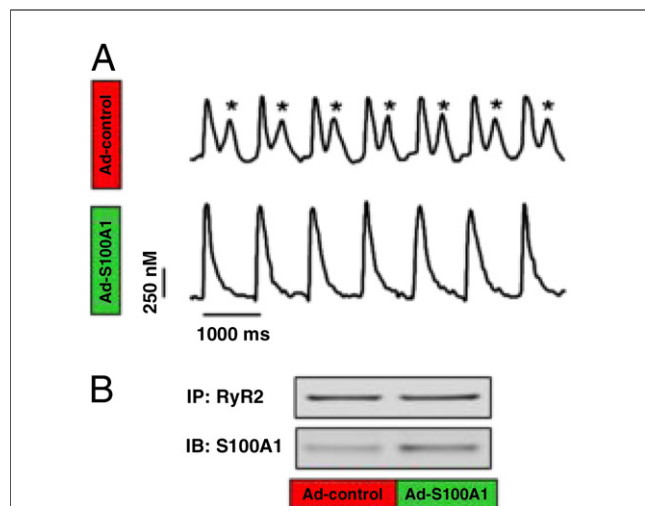 A
Ad-control
* * * * * * *
Ad-S100A1
250 nM
1000 ms
B
IP: RyR2
IB: S100A1
Ad-control Ad-S100A1